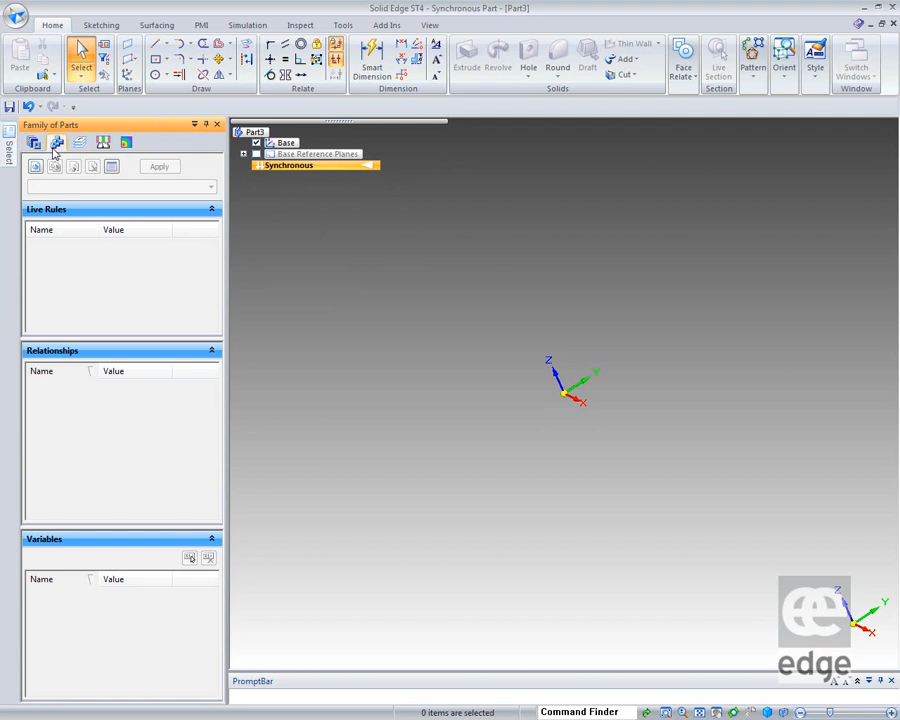 Solid Edge ST4 - Synchronous Part - [Part3]
Home Sketching Surfacing PMI Simulation Inspect Tools Add Ins View
Paste
Clipboard
Select
Select
Planes
Draw
Relate
Smart
Dimension
Dimension
Extrude Revolve Hole Round Draft
Thin Wall
Add
Cut
Solids
Face
Relate
Live
Section
Section
Pattern
Orient
Style
Switch
Windows
Window
Family of Parts
Select
Apply
Live Rules
Name Value
Relationships
Name Value
Variables
Name Value
Part3
Base
Base Reference Planes
Synchronous
Z
Y
X
Z
Y
X
ee
edge
PromptBar
0 items are selected
Command Finder